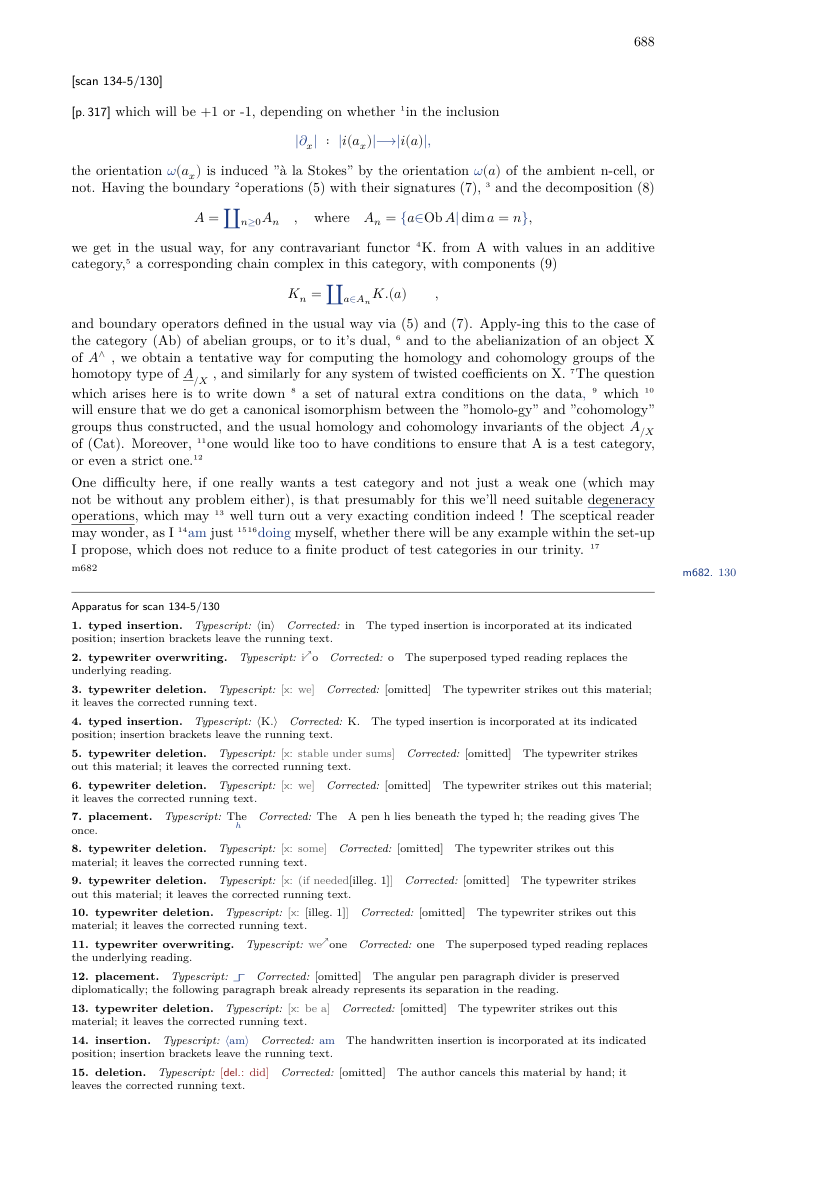 688
[scan 134-5/130]
[p. 317] which will be +1 or -1, depending on whether ¹in the inclusion
|∂ₓ| : |i(aₓ)|⟶|i(a)|,
the orientation ω(aₓ) is induced ”à la Stokes” by the orientation ω(a) of the ambient n-cell, or
not. Having the boundary ²operations (5) with their signatures (7), ³ and the decomposition (8)
A = ∐ₙ≥₀Aₙ , where Aₙ = {a∈Ob A| dim a = n},
we get in the usual way, for any contravariant functor ⁴K. from A with values in an additive
category,⁵ a corresponding chain complex in this category, with components (9)
Kₙ = ∐_{a∈Aₙ} K.(a) ,
and boundary operators defined in the usual way via (5) and (7). Apply-ing this to the case of
the category (Ab) of abelian groups, or to it’s dual, ⁶ and to the abelianization of an object X
of A^ , we obtain a tentative way for computing the homology and cohomology groups of the
homotopy type of A/X , and similarly for any system of twisted coefficients on X. ⁷The question
which arises here is to write down ⁸ a set of natural extra conditions on the data, ⁹ which ¹⁰
will ensure that we do get a canonical isomorphism between the ”homolo-gy” and ”cohomology”
groups thus constructed, and the usual homology and cohomology invariants of the object A/X
of (Cat). Moreover, ¹¹one would like too to have conditions to ensure that A is a test category,
or even a strict one.¹²
One difficulty here, if one really wants a test category and not just a weak one (which may
not be without any problem either), is that presumably for this we’ll need suitable degeneracy
operations, which may ¹³ well turn out a very exacting condition indeed ! The sceptical reader
may wonder, as I ¹⁴am just ¹⁵¹⁶doing myself, whether there will be any example within the set-up
I propose, which does not reduce to a finite product of test categories in our trinity. ¹⁷
m682
m682. 130
Apparatus for scan 134-5/130
1. typed insertion. Typescript: ⟨in⟩ Corrected: in The typed insertion is incorporated at its indicated
position; insertion brackets leave the running text.
2. typewriter overwriting. Typescript: i↗o Corrected: o The superposed typed reading replaces the
underlying reading.
3. typewriter deletion. Typescript: [x: we] Corrected: [omitted] The typewriter strikes out this material;
it leaves the corrected running text.
4. typed insertion. Typescript: ⟨K.⟩ Corrected: K. The typed insertion is incorporated at its indicated
position; insertion brackets leave the running text.
5. typewriter deletion. Typescript: [x: stable under sums] Corrected: [omitted] The typewriter strikes
out this material; it leaves the corrected running text.
6. typewriter deletion. Typescript: [x: we] Corrected: [omitted] The typewriter strikes out this material;
it leaves the corrected running text.
7. placement. Typescript: The h Corrected: The A pen h lies beneath the typed h; the reading gives The
once.
8. typewriter deletion. Typescript: [x: some] Corrected: [omitted] The typewriter strikes out this
material; it leaves the corrected running text.
9. typewriter deletion. Typescript: [x: (if needed[illeg. 1]] Corrected: [omitted] The typewriter strikes
out this material; it leaves the corrected running text.
10. typewriter deletion. Typescript: [x: [illeg. 1]] Corrected: [omitted] The typewriter strikes out this
material; it leaves the corrected running text.
11. typewriter overwriting. Typescript: we↗one Corrected: one The superposed typed reading replaces
the underlying reading.
12. placement. Typescript: Corrected: [omitted] The angular pen paragraph divider is preserved
diplomatically; the following paragraph break already represents its separation in the reading.
13. typewriter deletion. Typescript: [x: be a] Corrected: [omitted] The typewriter strikes out this
material; it leaves the corrected running text.
14. insertion. Typescript: ⟨am⟩ Corrected: am The handwritten insertion is incorporated at its indicated
position; insertion brackets leave the running text.
15. deletion. Typescript: [del.: did] Corrected: [omitted] The author cancels this material by hand; it
leaves the corrected running text.